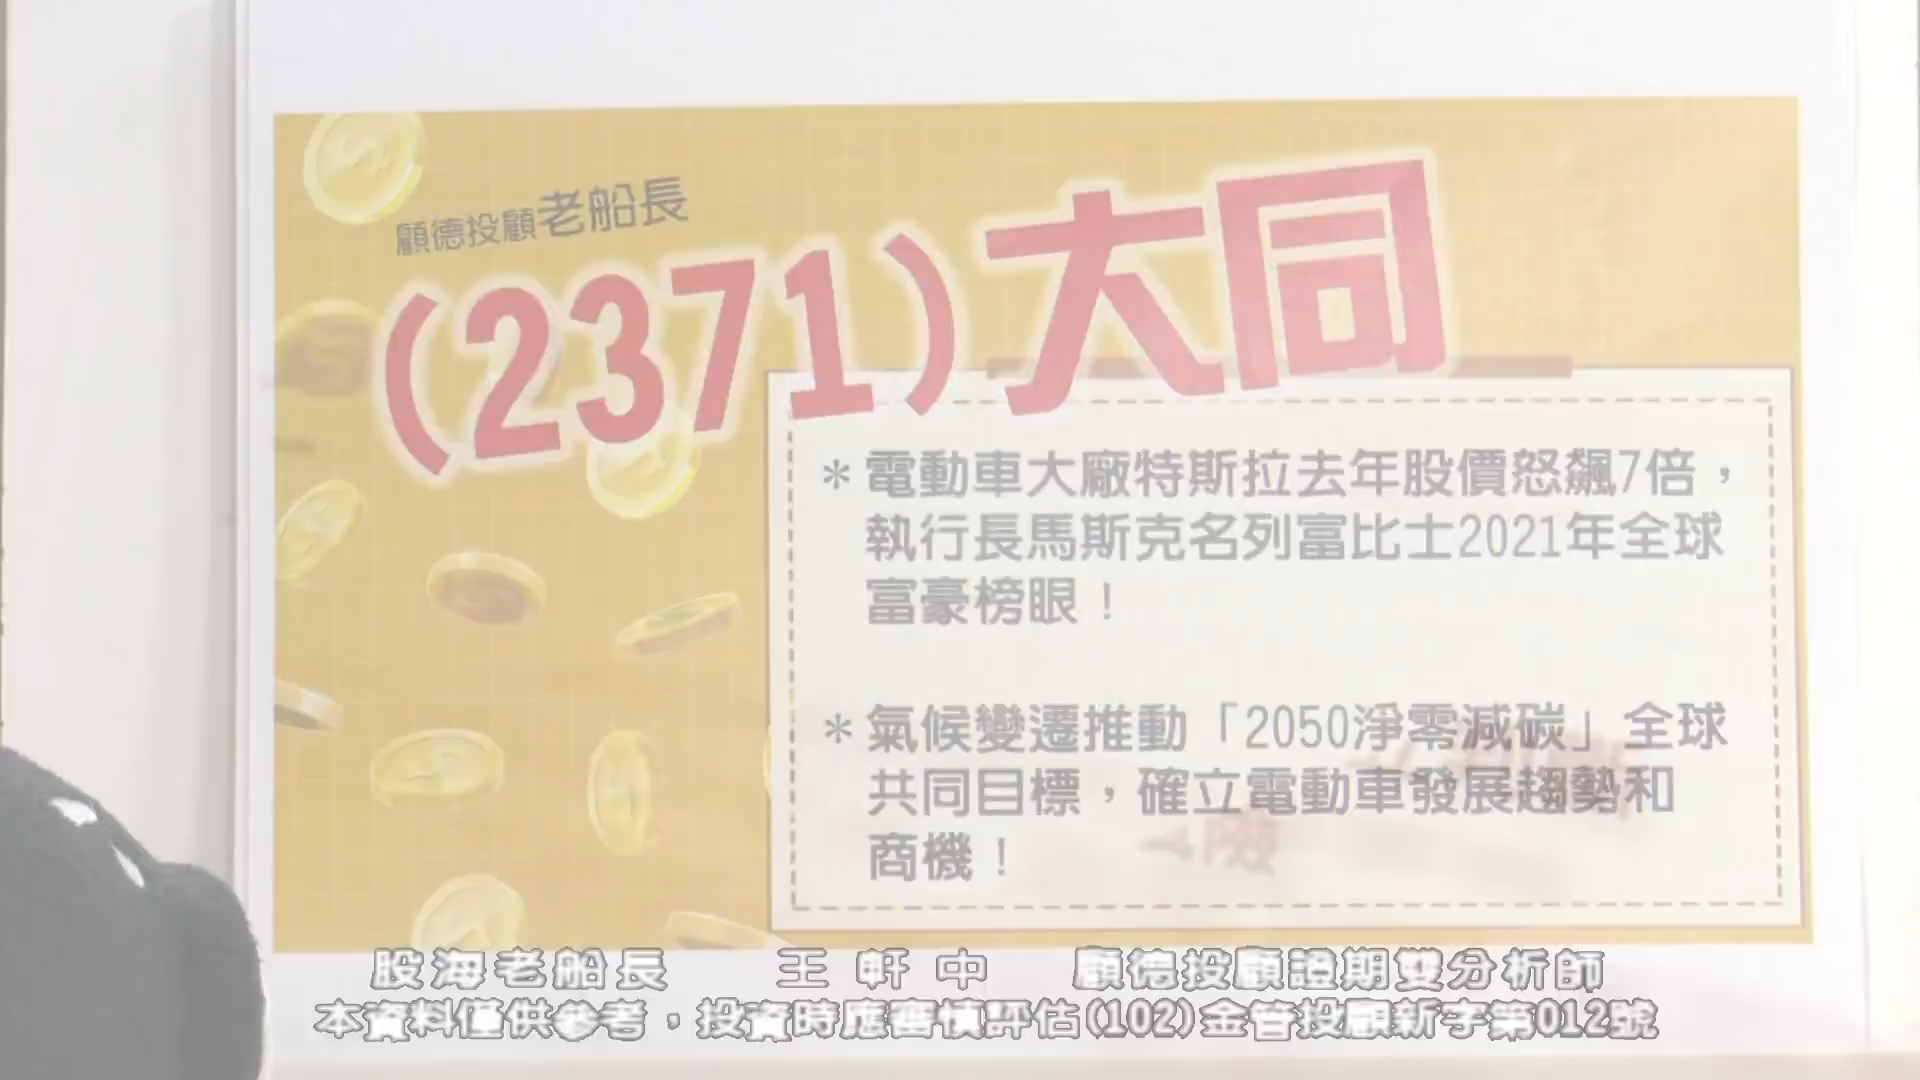 顧德投顧老船長
(2371)大同
＊電動車大廠特斯拉去年股價怒飆7倍，
執行長馬斯克名列富比士2021年全球
富豪榜眼！
＊氣候變遷推動「2050淨零減碳」全球
共同目標，確立電動車發展趨勢和
商機！
股海老船長 王軒中 顧德投顧證期雙分析師
本資料僅供參考，投資時應審慎評估(102)金管投顧新字第012號